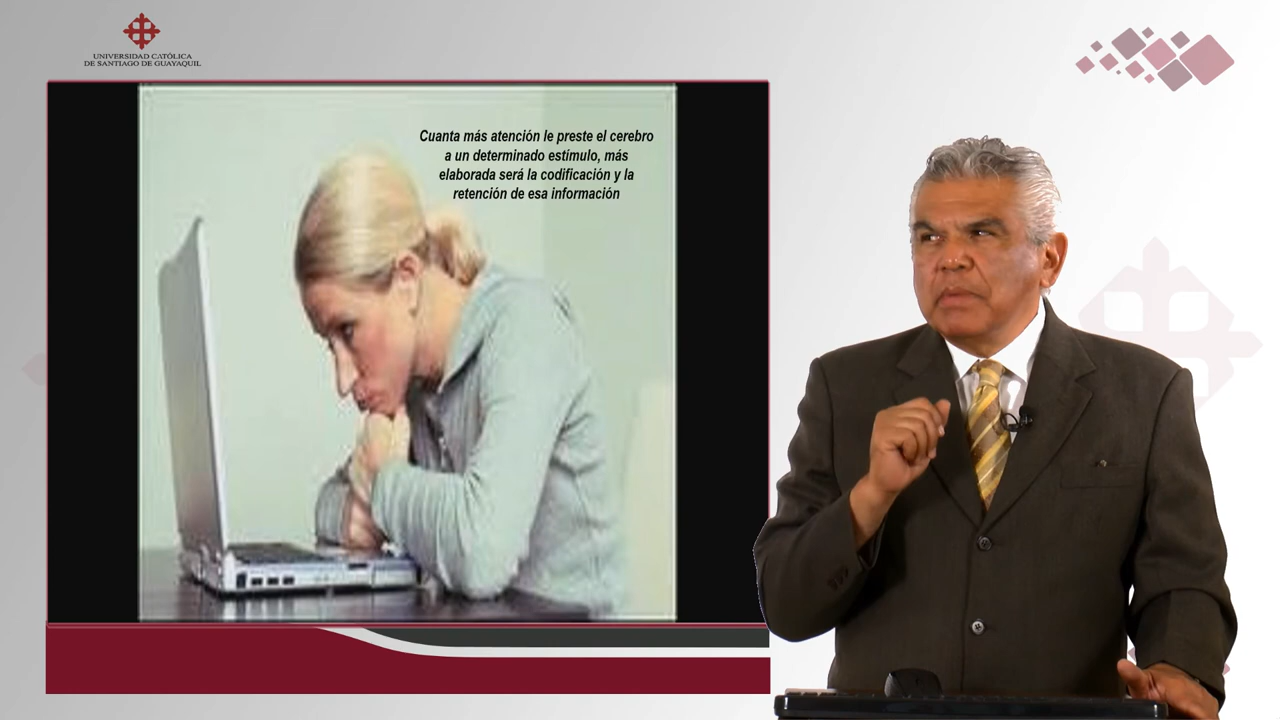 UNIVERSIDAD CATÓLICA
DE SANTIAGO DE GUAYAQUIL
Cuanta más atención le preste el cerebro
a un determinado estímulo, más
elaborada será la codificación y la
retención de esa información